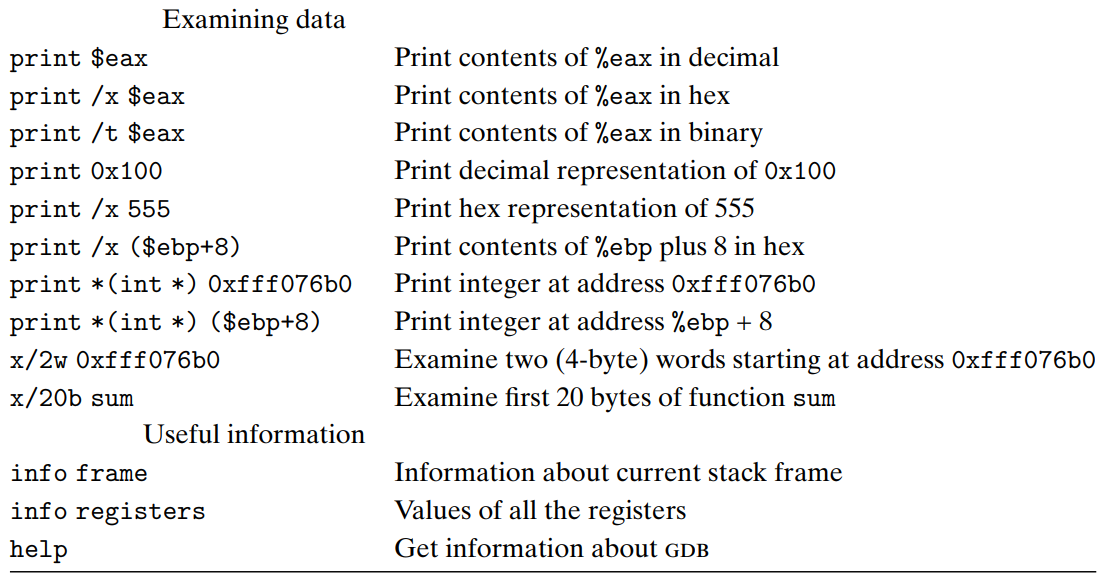 Examining data
print $eax Print contents of %eax in decimal
print /x $eax Print contents of %eax in hex
print /t $eax Print contents of %eax in binary
print 0x100 Print decimal representation of 0x100
print /x 555 Print hex representation of 555
print /x ($ebp+8) Print contents of %ebp plus 8 in hex
print *(int *) 0xfff076b0 Print integer at address 0xfff076b0
print *(int *) ($ebp+8) Print integer at address %ebp + 8
x/2w 0xfff076b0 Examine two (4-byte) words starting at address 0xfff076b0
x/20b sum Examine first 20 bytes of function sum
Useful information
info frame Information about current stack frame
info registers Values of all the registers
help Get information about GDB